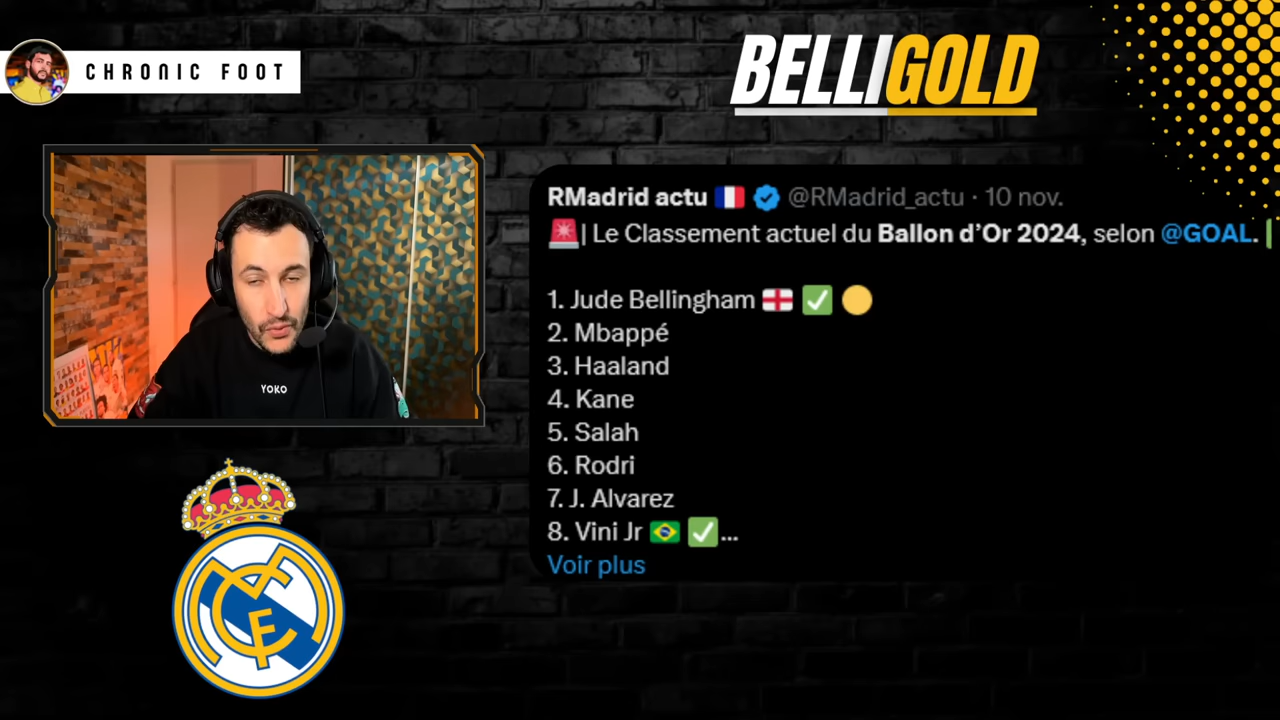 CHRONIC FOOT
BELLIGOLD
YOKO
RMadrid actu 🇫🇷 @RMadrid_actu · 10 nov.
🚨| Le Classement actuel du Ballon d’Or 2024, selon @GOAL.
1. Jude Bellingham 🏴󠁧󠁢󠁥󠁮󠁧󠁿 ✅ 🟡
2. Mbappé
3. Haaland
4. Kane
5. Salah
6. Rodri
7. J. Alvarez
8. Vini Jr 🇧🇷 ✅...
Voir plus